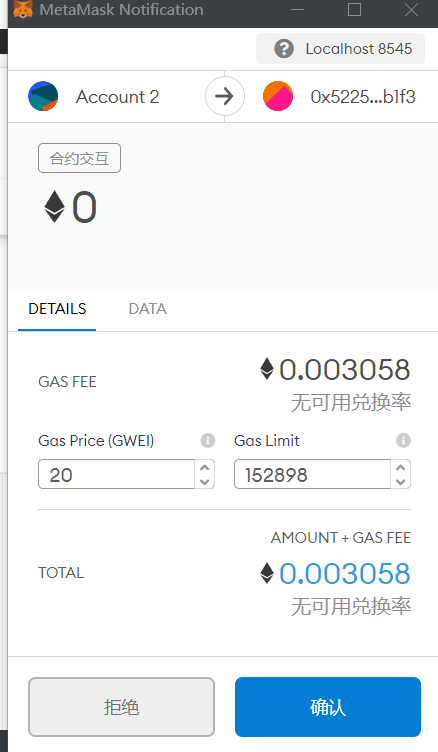 MetaMask Notification
Localhost 8545
Account 2
0x5225...b1f3
合约交互
0
DETAILS
DATA
GAS FEE
0.003058
无可用兑换率
Gas Price (GWEI)
Gas Limit
20
152898
AMOUNT + GAS FEE
TOTAL
0.003058
无可用兑换率
拒绝
确认